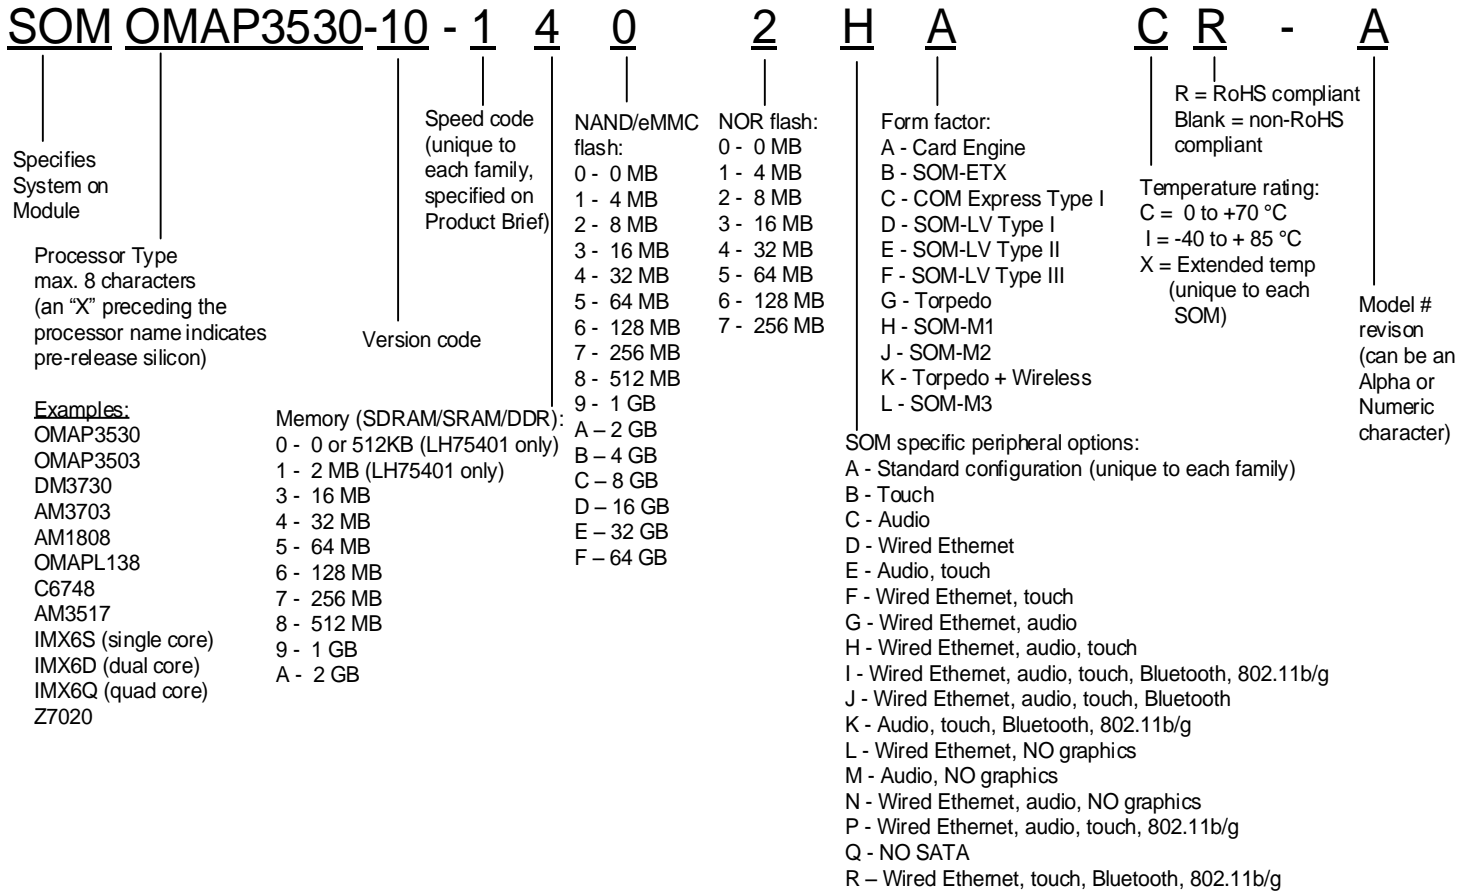 SOM OMAP3530-10 - 1 4 0 2 H A C R - A
Specifies
System on
Module
Processor Type
max. 8 characters
(an “X” preceding the
processor name indicates
pre-release silicon)
Examples:
OMAP3530
OMAP3503
DM3730
AM3703
AM1808
OMAPL138
C6748
AM3517
IMX6S (single core)
IMX6D (dual core)
IMX6Q (quad core)
Z7020
Version code
Speed code
(unique to
each family,
specified on
Product Brief)
Memory (SDRAM/SRAM/DDR):
0 - 0 or 512KB (LH75401 only)
1 - 2 MB (LH75401 only)
3 - 16 MB
4 - 32 MB
5 - 64 MB
6 - 128 MB
7 - 256 MB
8 - 512 MB
9 - 1 GB
A - 2 GB
NAND/eMMC
flash:
0 - 0 MB
1 - 4 MB
2 - 8 MB
3 - 16 MB
4 - 32 MB
5 - 64 MB
6 - 128 MB
7 - 256 MB
8 - 512 MB
9 - 1 GB
A – 2 GB
B – 4 GB
C – 8 GB
D – 16 GB
E – 32 GB
F – 64 GB
NOR flash:
0 - 0 MB
1 - 4 MB
2 - 8 MB
3 - 16 MB
4 - 32 MB
5 - 64 MB
6 - 128 MB
7 - 256 MB
Form factor:
A - Card Engine
B - SOM-ETX
C - COM Express Type I
D - SOM-LV Type I
E - SOM-LV Type II
F - SOM-LV Type III
G - Torpedo
H - SOM-M1
J - SOM-M2
K - Torpedo + Wireless
L - SOM-M3
SOM specific peripheral options:
A - Standard configuration (unique to each family)
B - Touch
C - Audio
D - Wired Ethernet
E - Audio, touch
F - Wired Ethernet, touch
G - Wired Ethernet, audio
H - Wired Ethernet, audio, touch
I - Wired Ethernet, audio, touch, Bluetooth, 802.11b/g
J - Wired Ethernet, audio, touch, Bluetooth
K - Audio, touch, Bluetooth, 802.11b/g
L - Wired Ethernet, NO graphics
M - Audio, NO graphics
N - Wired Ethernet, audio, NO graphics
P - Wired Ethernet, audio, touch, 802.11b/g
Q - NO SATA
R – Wired Ethernet, touch, Bluetooth, 802.11b/g
R = RoHS compliant
Blank = non-RoHS
compliant
Temperature rating:
C = 0 to +70 °C
I = -40 to + 85 °C
X = Extended temp
(unique to each
SOM)
Model #
revison
(can be an
Alpha or
Numeric
character)